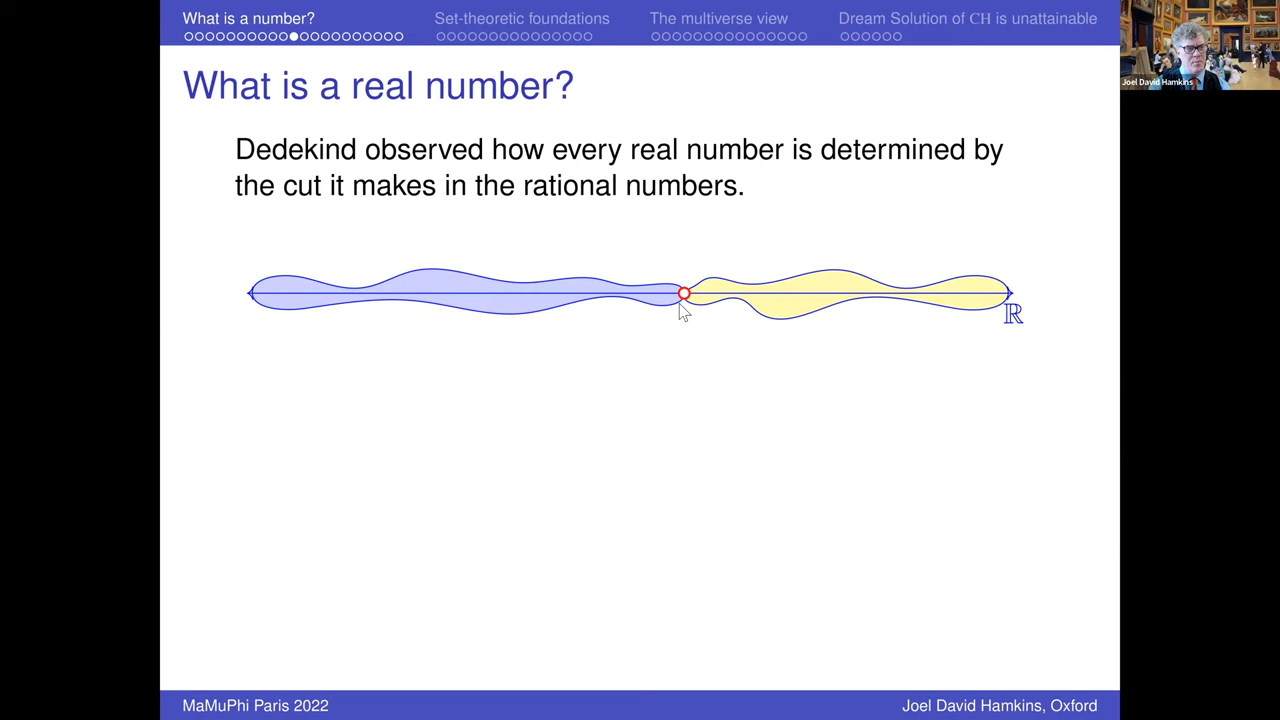 What is a number?
Set-theoretic foundations
The multiverse view
Dream Solution of CH is unattainable
Joel David Hamkins
What is a real number?
Dedekind observed how every real number is determined by
the cut it makes in the rational numbers.
ℝ
MaMuPhi Paris 2022
Joel David Hamkins, Oxford